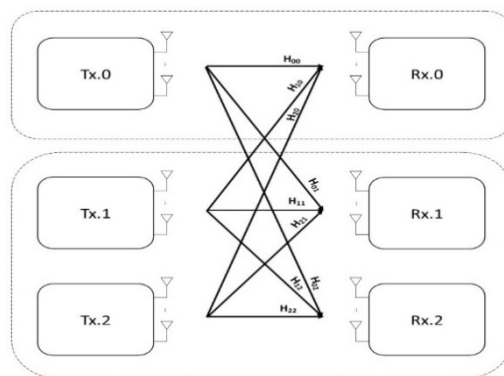 Tx.0
H₀₀
Rx.0
H₁₀
H₂₀
H₀₁
Tx.1
H₁₁
Rx.1
H₂₁
H₁₂
H₀₂
Tx.2
H₂₂
Rx.2